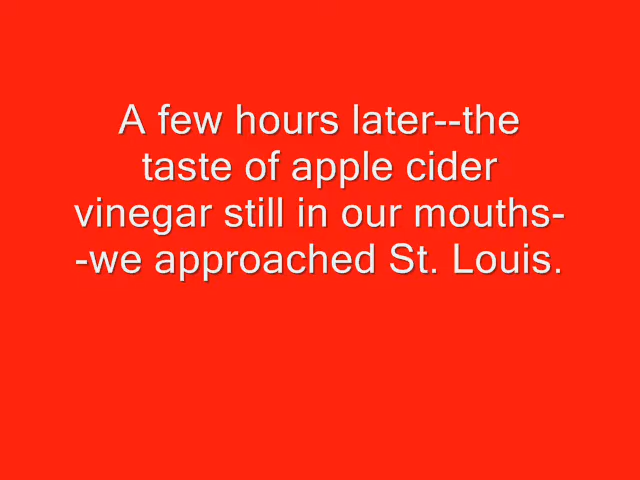 A few hours later--the
taste of apple cider
vinegar still in our mouths-
-we approached St. Louis.